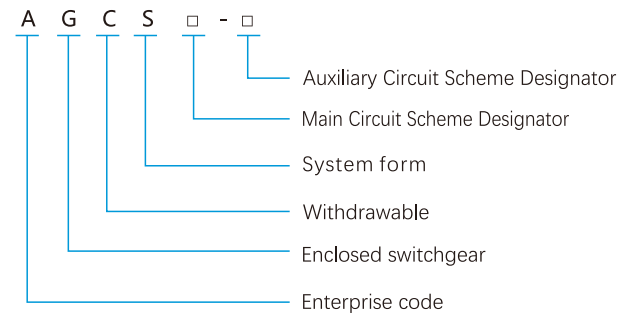 A G C S □ - □
Auxiliary Circuit Scheme Designator
Main Circuit Scheme Designator
System form
Withdrawable
Enclosed switchgear
Enterprise code